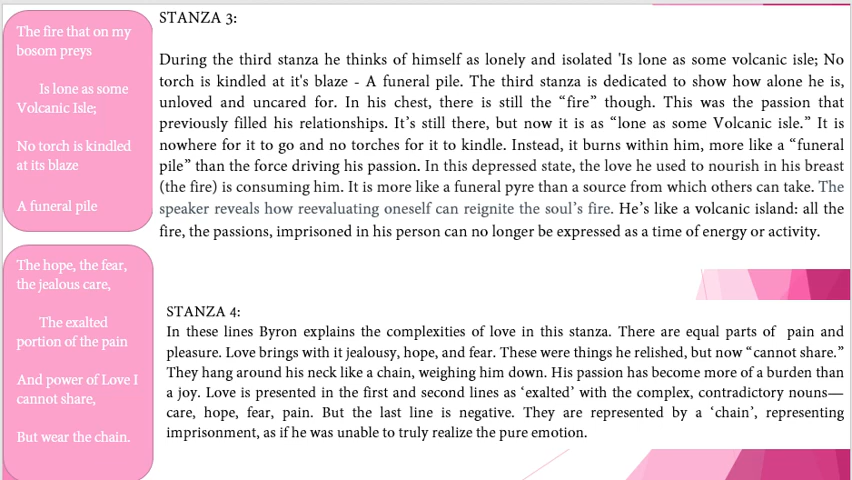 The fire that on my
bosom preys
Is lone as some
Volcanic Isle;
No torch is kindled
at its blaze
A funeral pile
STANZA 3:
During the third stanza he thinks of himself as lonely and isolated 'Is lone as some volcanic isle; No
torch is kindled at it's blaze - A funeral pile. The third stanza is dedicated to show how alone he is,
unloved and uncared for. In his chest, there is still the “fire” though. This was the passion that
previously filled his relationships. It’s still there, but now it is as “lone as some Volcanic isle.” It is
nowhere for it to go and no torches for it to kindle. Instead, it burns within him, more like a “funeral
pile” than the force driving his passion. In this depressed state, the love he used to nourish in his breast
(the fire) is consuming him. It is more like a funeral pyre than a source from which others can take. The
speaker reveals how reevaluating oneself can reignite the soul’s fire. He’s like a volcanic island: all the
fire, the passions, imprisoned in his person can no longer be expressed as a time of energy or activity.
The hope, the fear,
the jealous care,
The exalted
portion of the pain
And power of Love I
cannot share,
But wear the chain.
STANZA 4:
In these lines Byron explains the complexities of love in this stanza. There are equal parts of pain and
pleasure. Love brings with it jealousy, hope, and fear. These were things he relished, but now “cannot share.”
They hang around his neck like a chain, weighing him down. His passion has become more of a burden than
a joy. Love is presented in the first and second lines as ‘exalted’ with the complex, contradictory nouns—
care, hope, fear, pain. But the last line is negative. They are represented by a ‘chain’, representing
imprisonment, as if he was unable to truly realize the pure emotion.